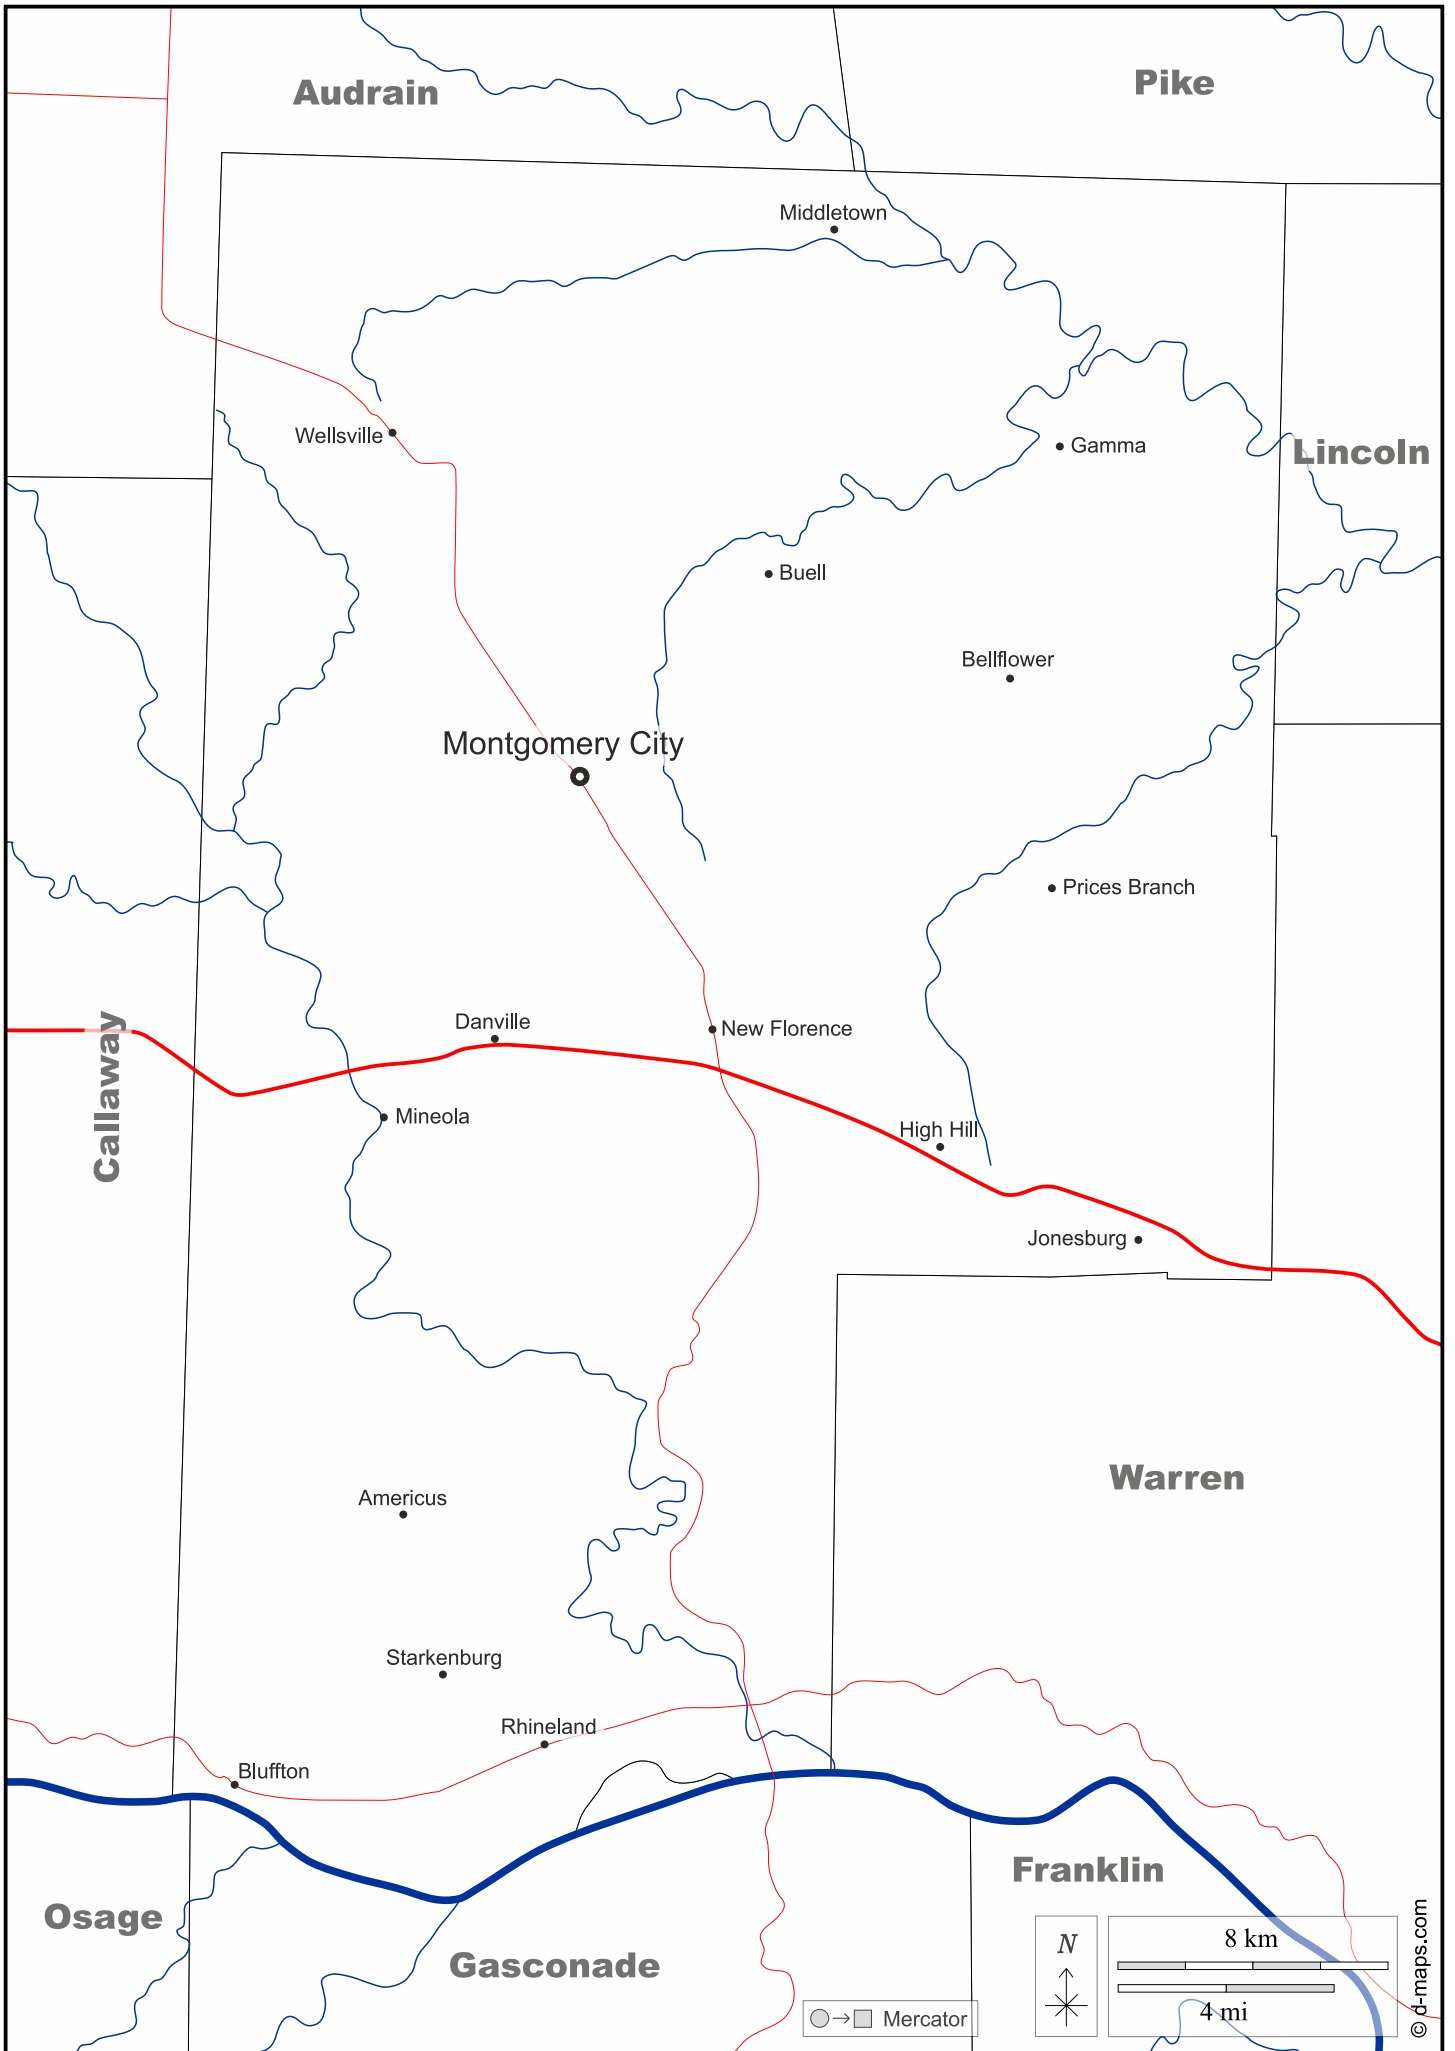 Audrain
Pike
Middletown
Wellsville
Gamma
Lincoln
Buell
Bellflower
Montgomery City
Prices Branch
Danville
New Florence
Callaway
Mineola
High Hill
Jonesburg
Warren
Americus
Starkenburg
Rhineland
Bluffton
Franklin
Osage
Gasconade
N
8 km
4 mi
Mercator
© d-maps.com